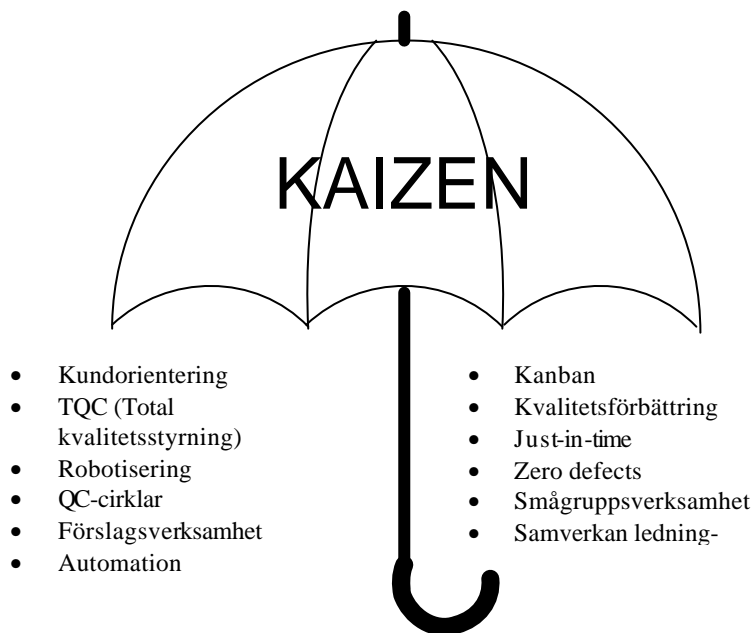 KAIZEN
• Kundorientering
• TQC (Total
kvalitetsstyrning)
• Robotisering
• QC-cirklar
• Förslagsverksamhet
• Automation
• Kanban
• Kvalitetsförbättring
• Just-in-time
• Zero defects
• Smågruppsverksamhet
• Samverkan ledning-